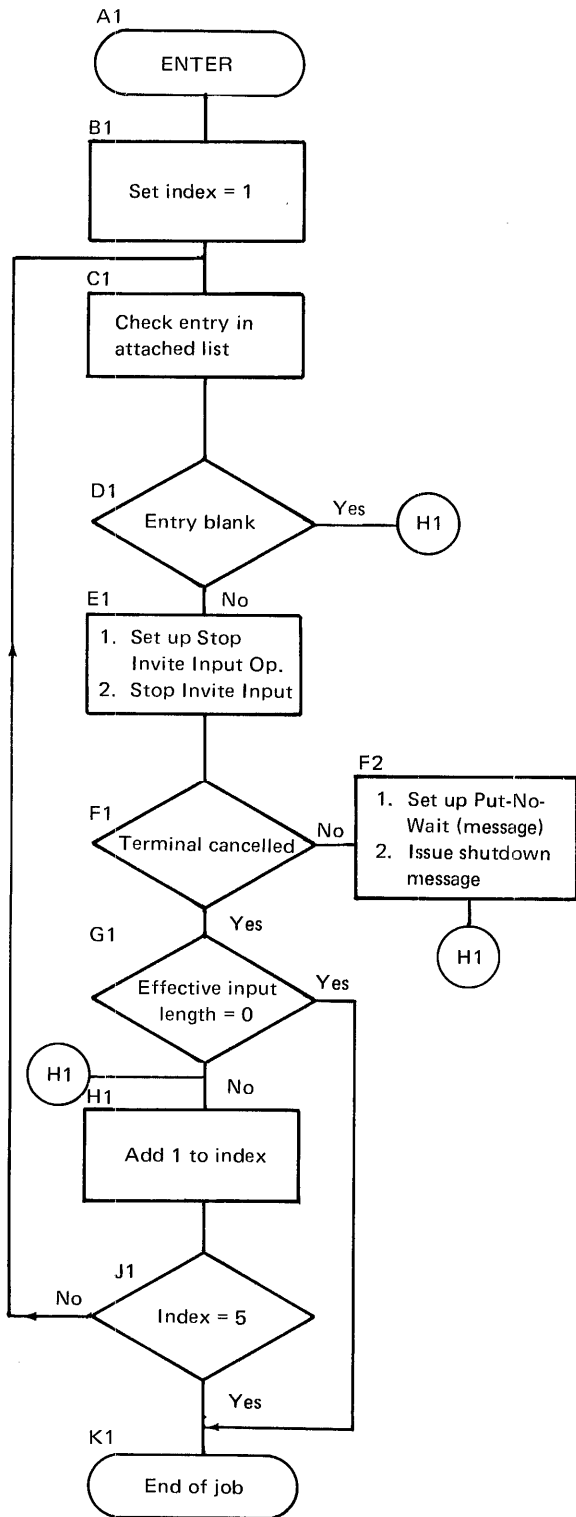 A1
ENTER
B1
Set index = 1
C1
Check entry in
attached list
D1
Entry blank
Yes
H1
No
E1
1. Set up Stop
Invite Input Op.
2. Stop Invite Input
F1
Terminal cancelled
No
F2
1. Set up Put-No-
Wait (message)
2. Issue shutdown
message
H1
Yes
G1
Effective input
length = 0
Yes
H1
No
H1
Add 1 to index
J1
Index = 5
No
Yes
K1
End of job